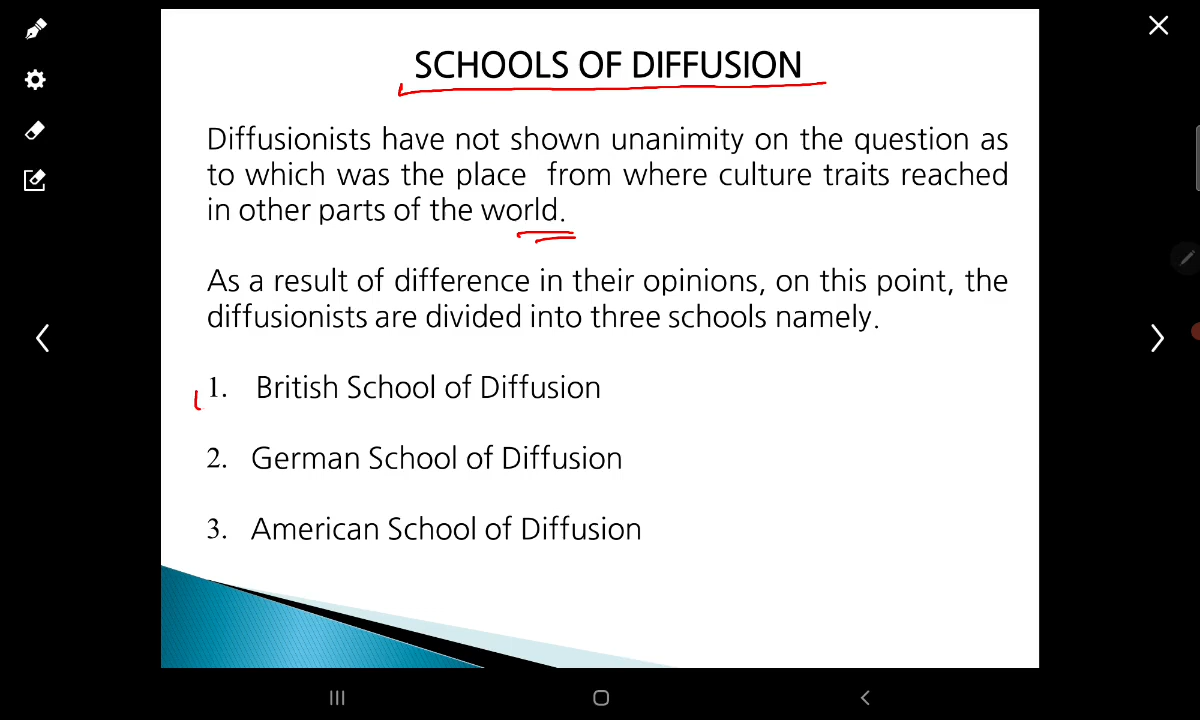 SCHOOLS OF DIFFUSION
Diffusionists have not shown unanimity on the question as
to which was the place from where culture traits reached
in other parts of the world.
As a result of difference in their opinions, on this point, the
diffusionists are divided into three schools namely.
1. British School of Diffusion
2. German School of Diffusion
3. American School of Diffusion